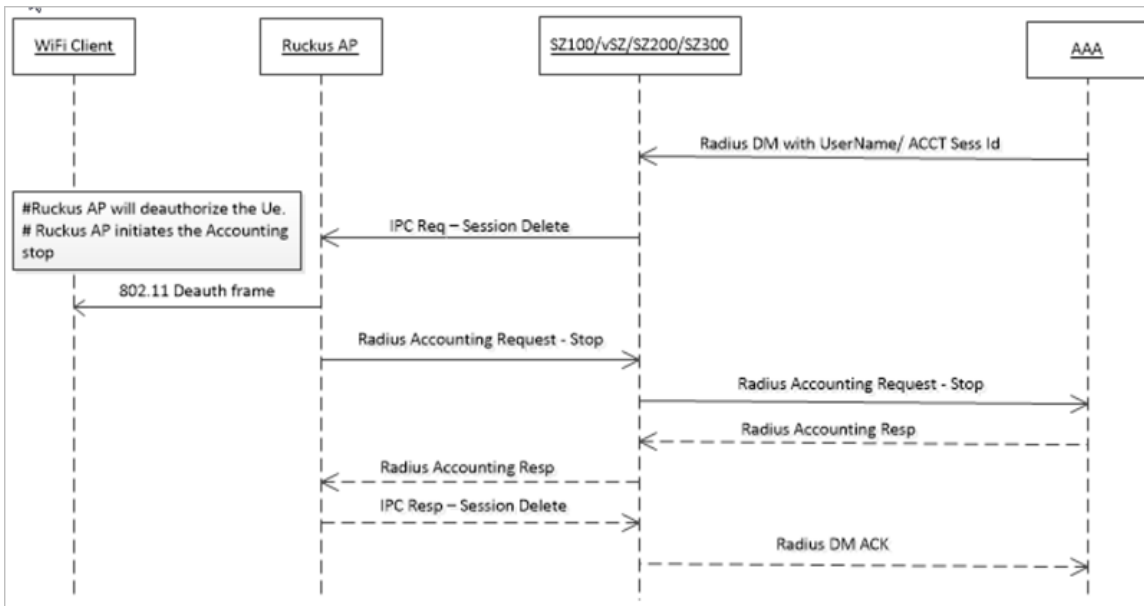 WiFi Client
Ruckus AP
SZ100/vSZ/SZ200/SZ300
AAA
Radius DM with UserName/ ACCT Sess Id
#Ruckus AP will deauthorize the Ue.
# Ruckus AP initiates the Accounting
stop
IPC Req – Session Delete
802.11 Deauth frame
Radius Accounting Request - Stop
Radius Accounting Request - Stop
Radius Accounting Resp
Radius Accounting Resp
IPC Resp – Session Delete
Radius DM ACK